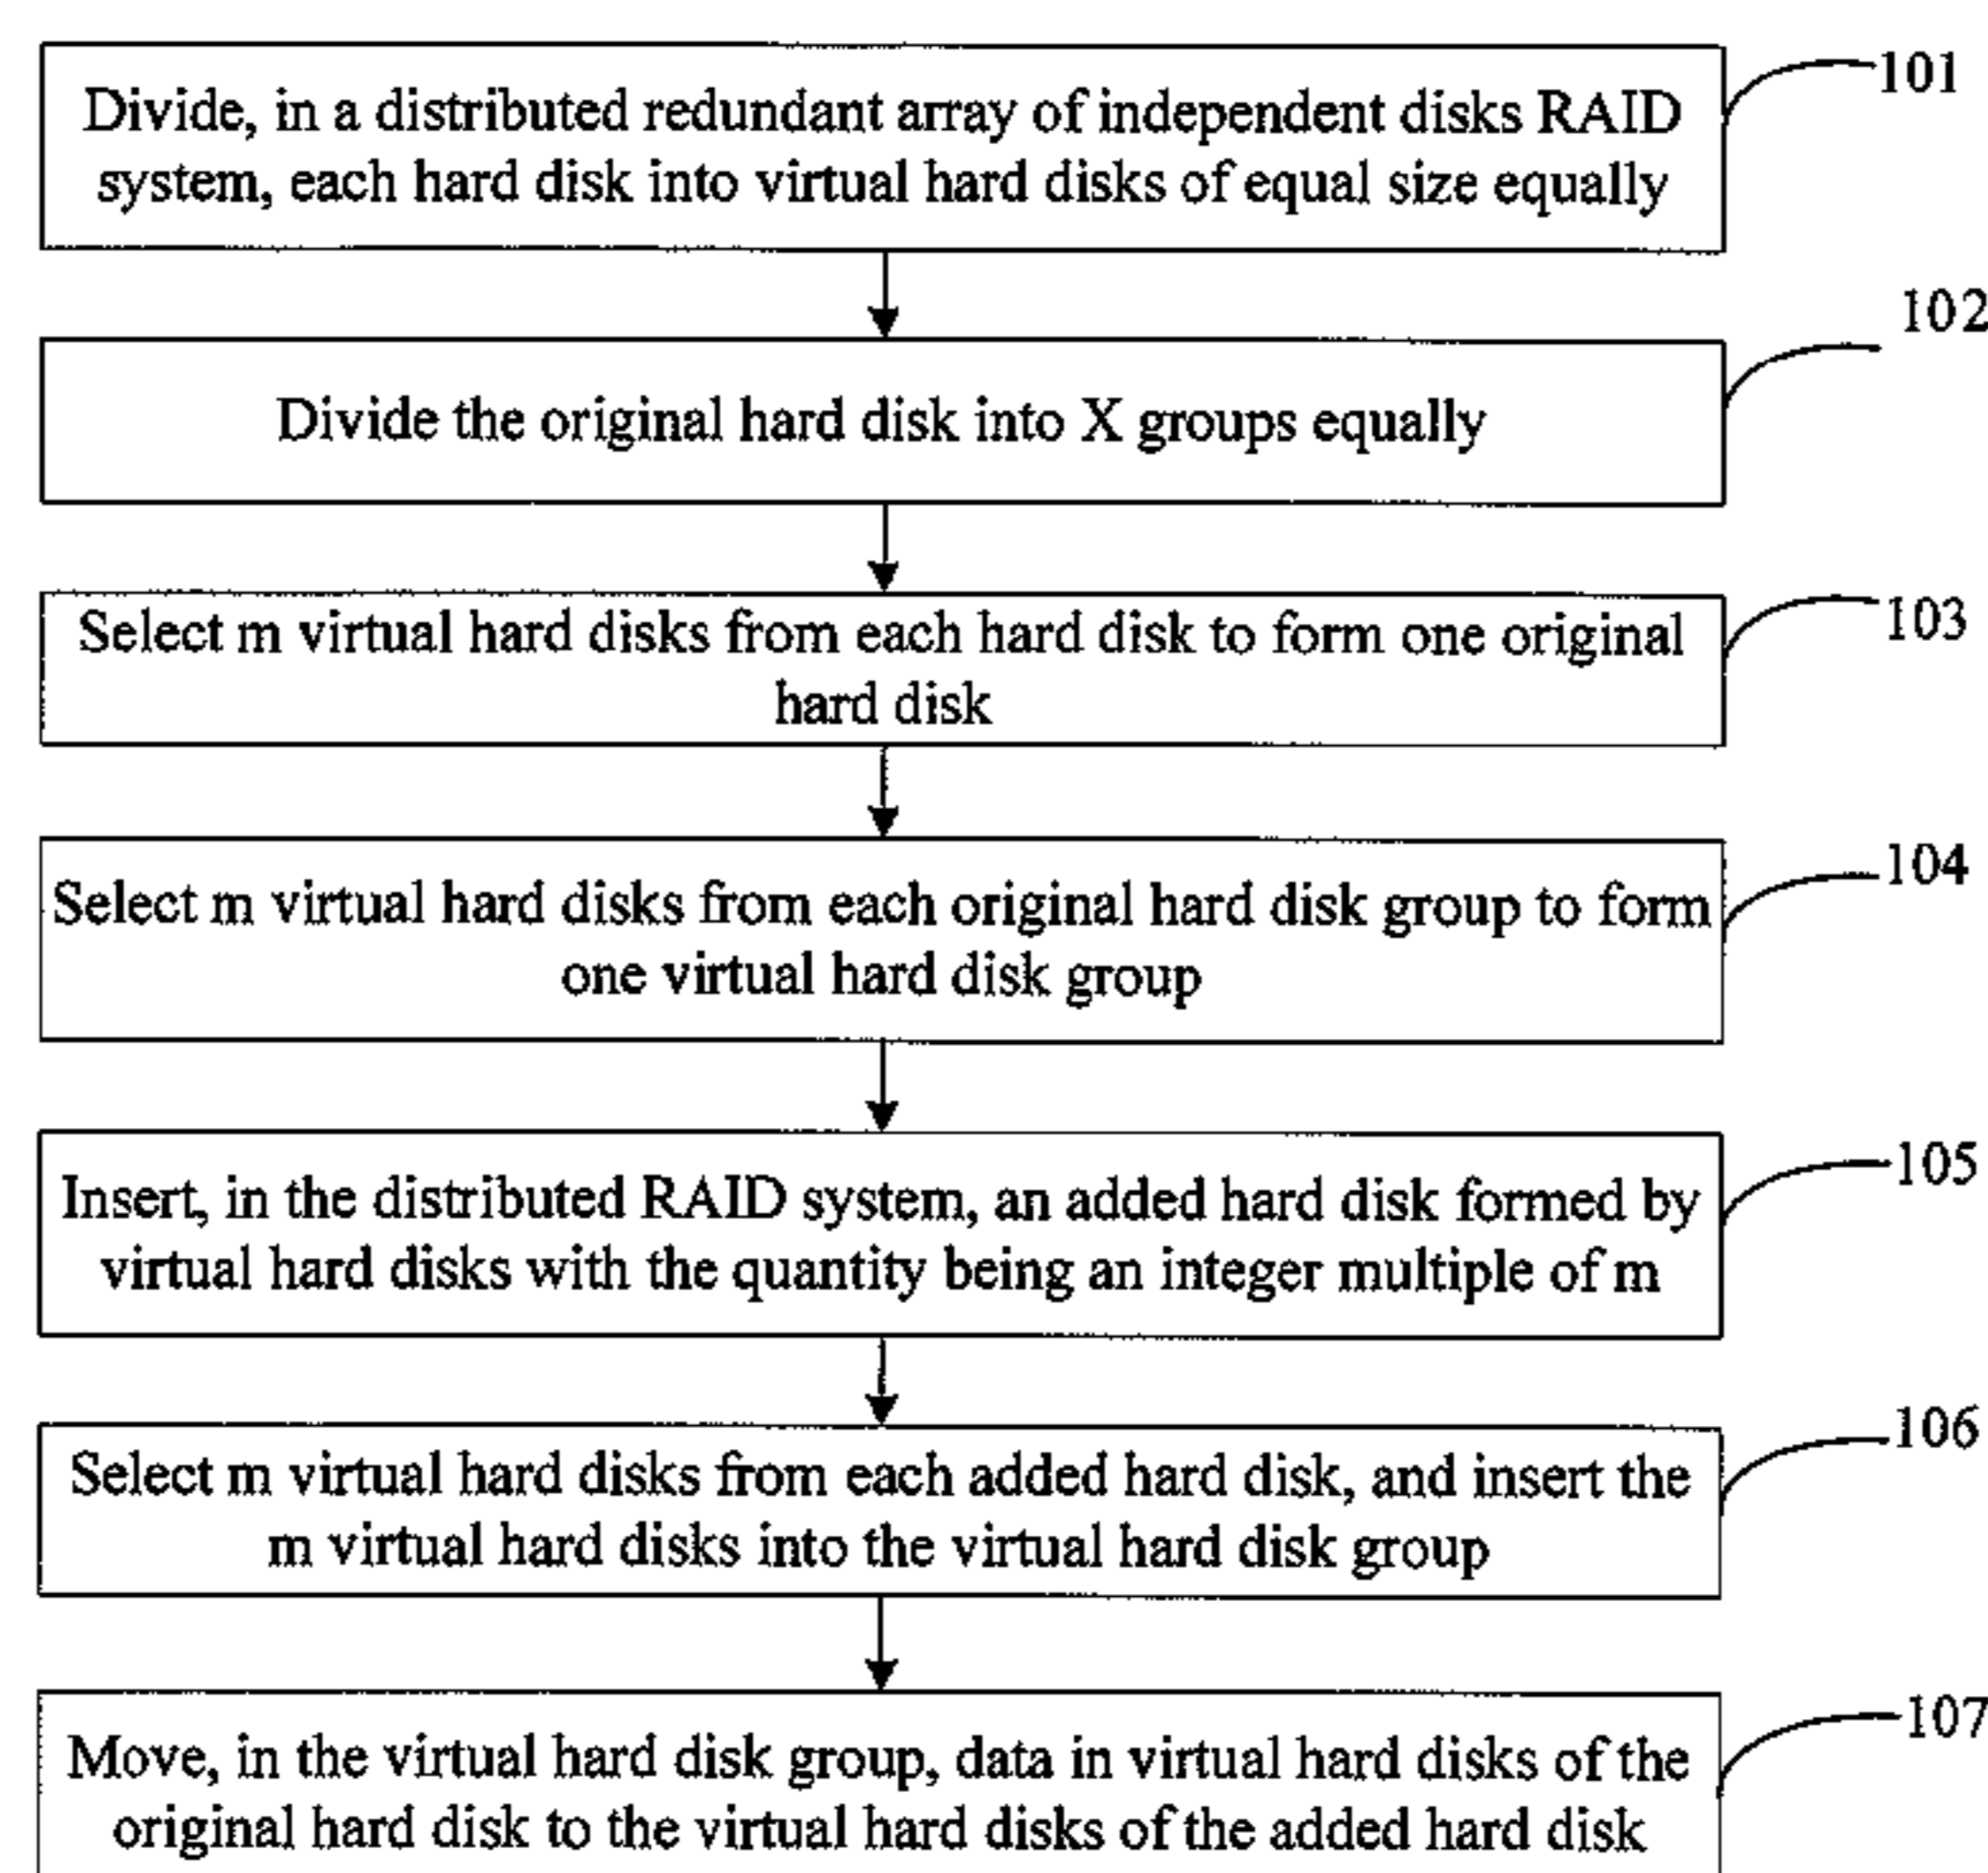 101
Divide, in a distributed redundant array of independent disks RAID
system, each hard disk into virtual hard disks of equal size equally
102
Divide the original hard disk into X groups equally
103
Select m virtual hard disks from each hard disk to form one original
hard disk
104
Select m virtual hard disks from each original hard disk group to form
one virtual hard disk group
105
Insert, in the distributed RAID system, an added hard disk formed by
virtual hard disks with the quantity being an integer multiple of m
106
Select m virtual hard disks from each added hard disk, and insert the
m virtual hard disks into the virtual hard disk group
107
Move, in the virtual hard disk group, data in virtual hard disks of the
original hard disk to the virtual hard disks of the added hard disk